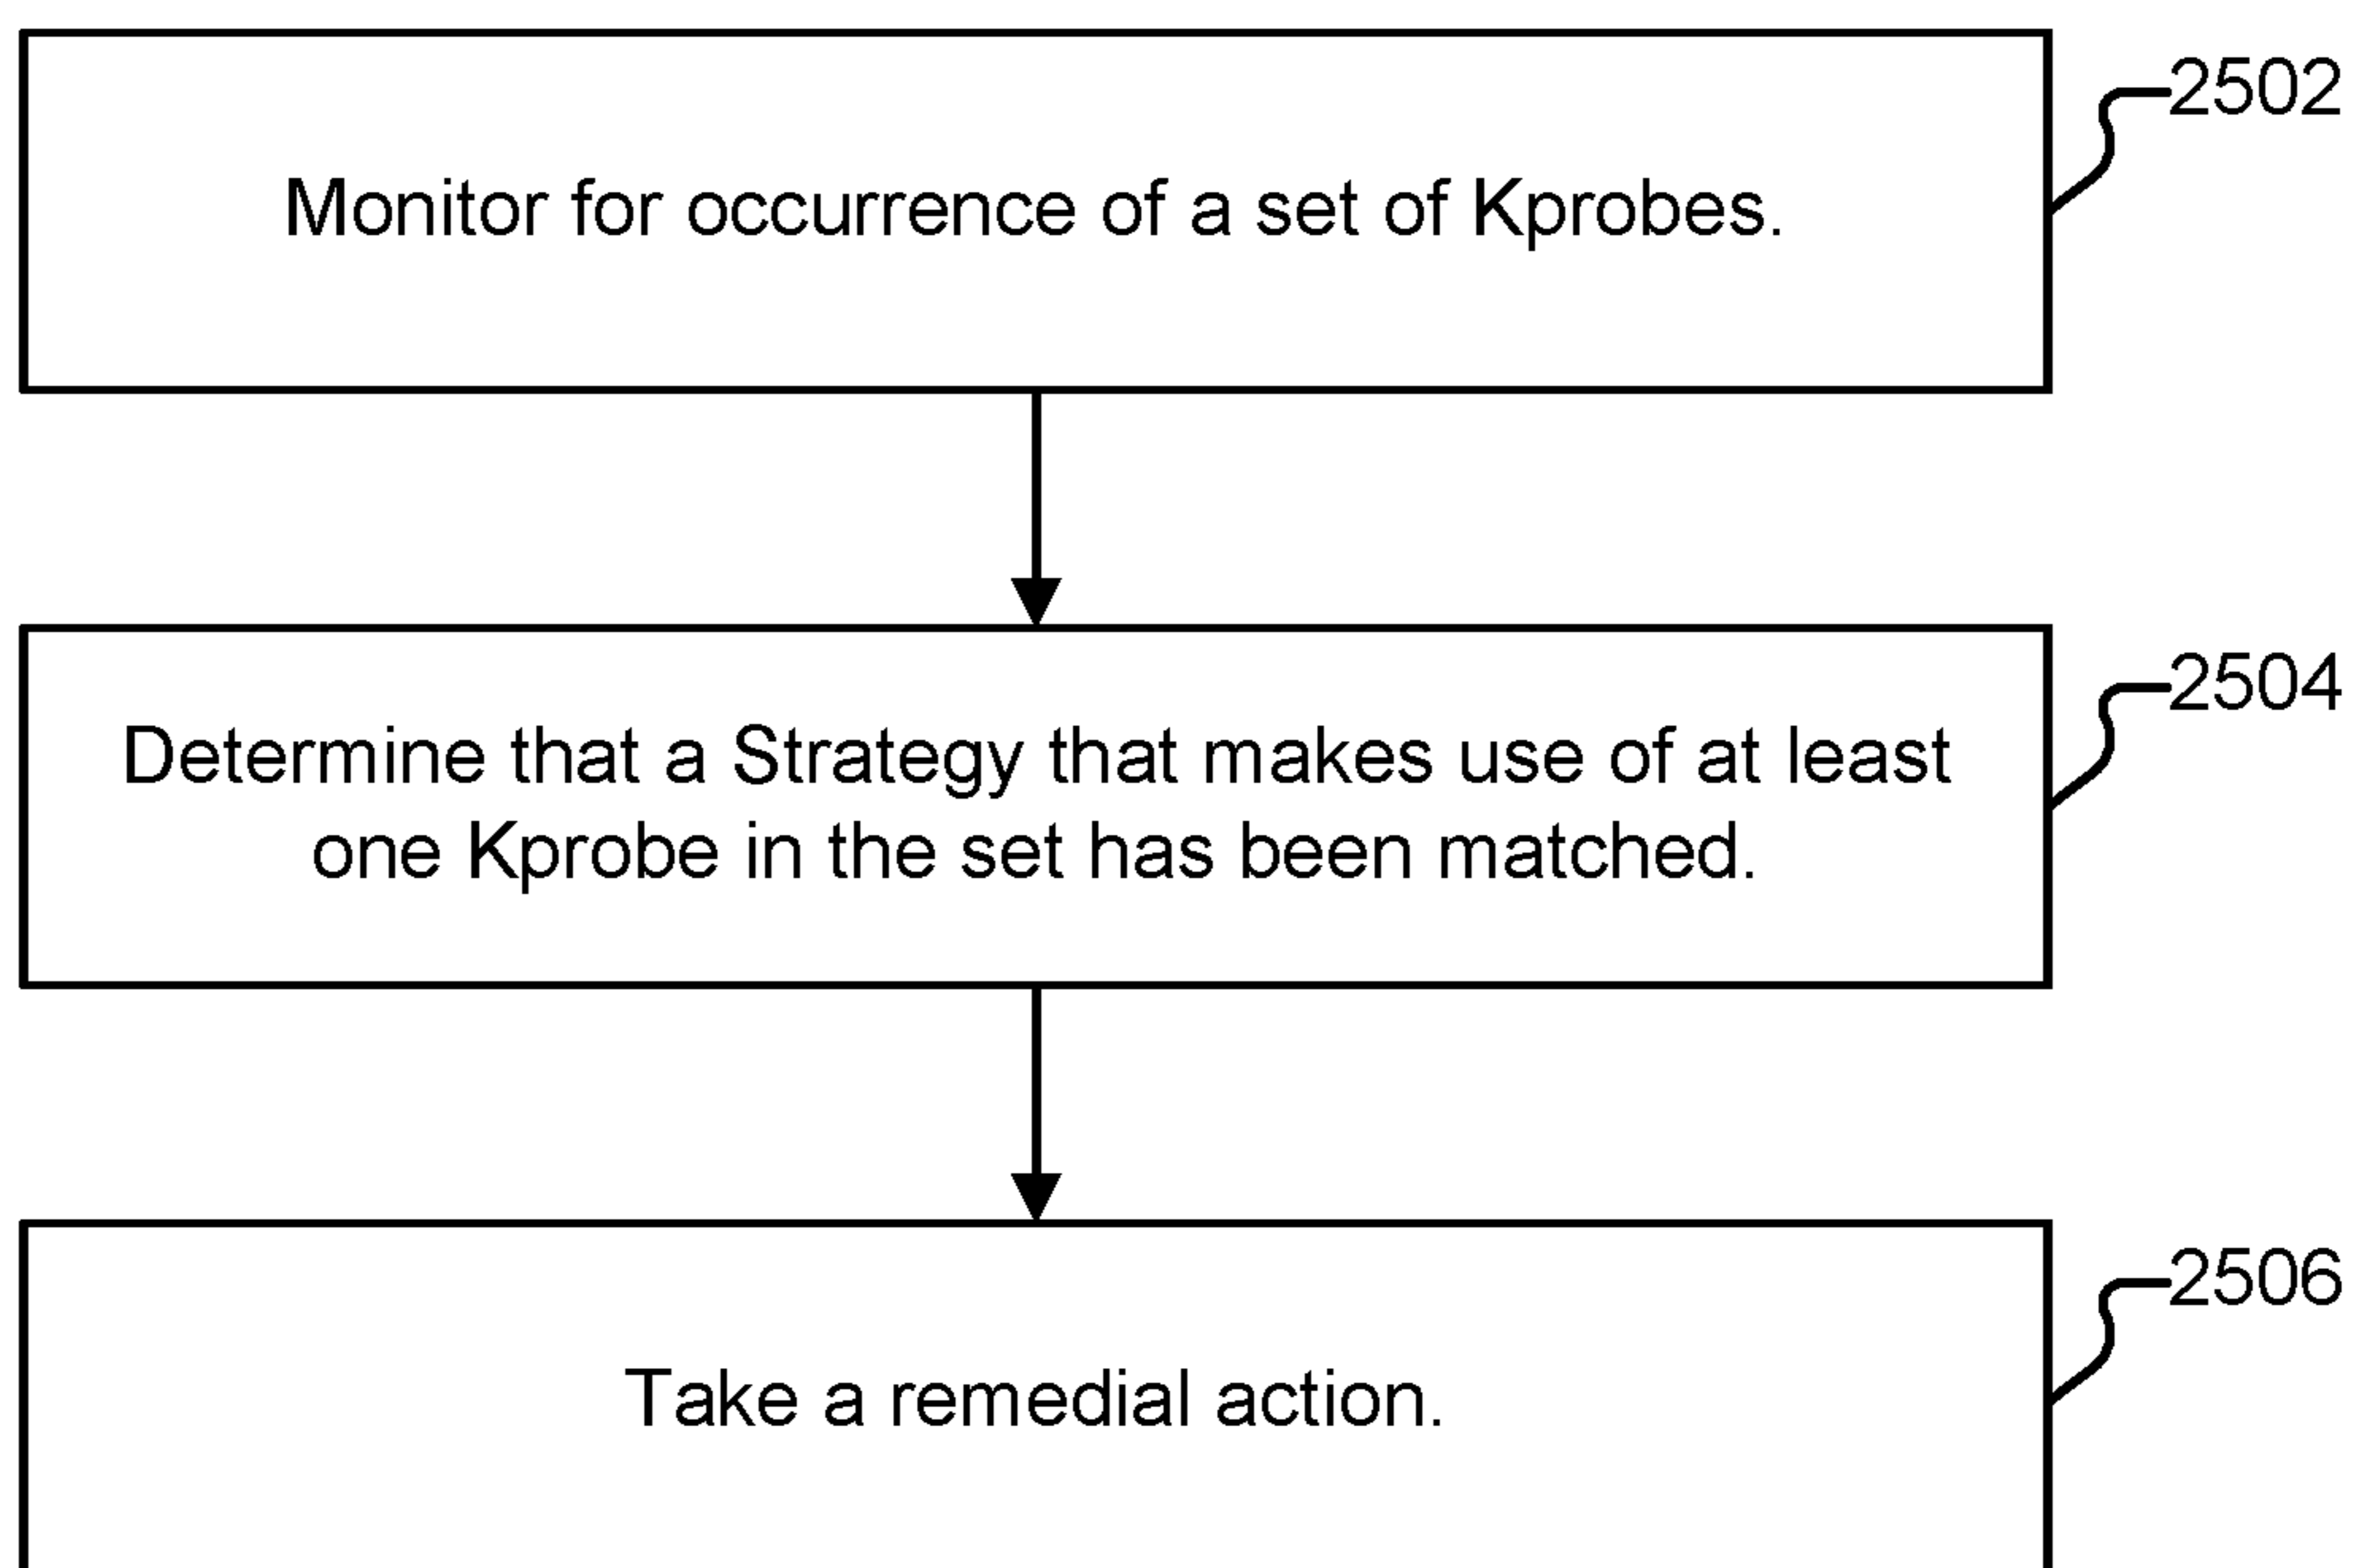 2502
Monitor for occurrence of a set of Kprobes.
2504
Determine that a Strategy that makes use of at least
one Kprobe in the set has been matched.
2506
Take a remedial action.